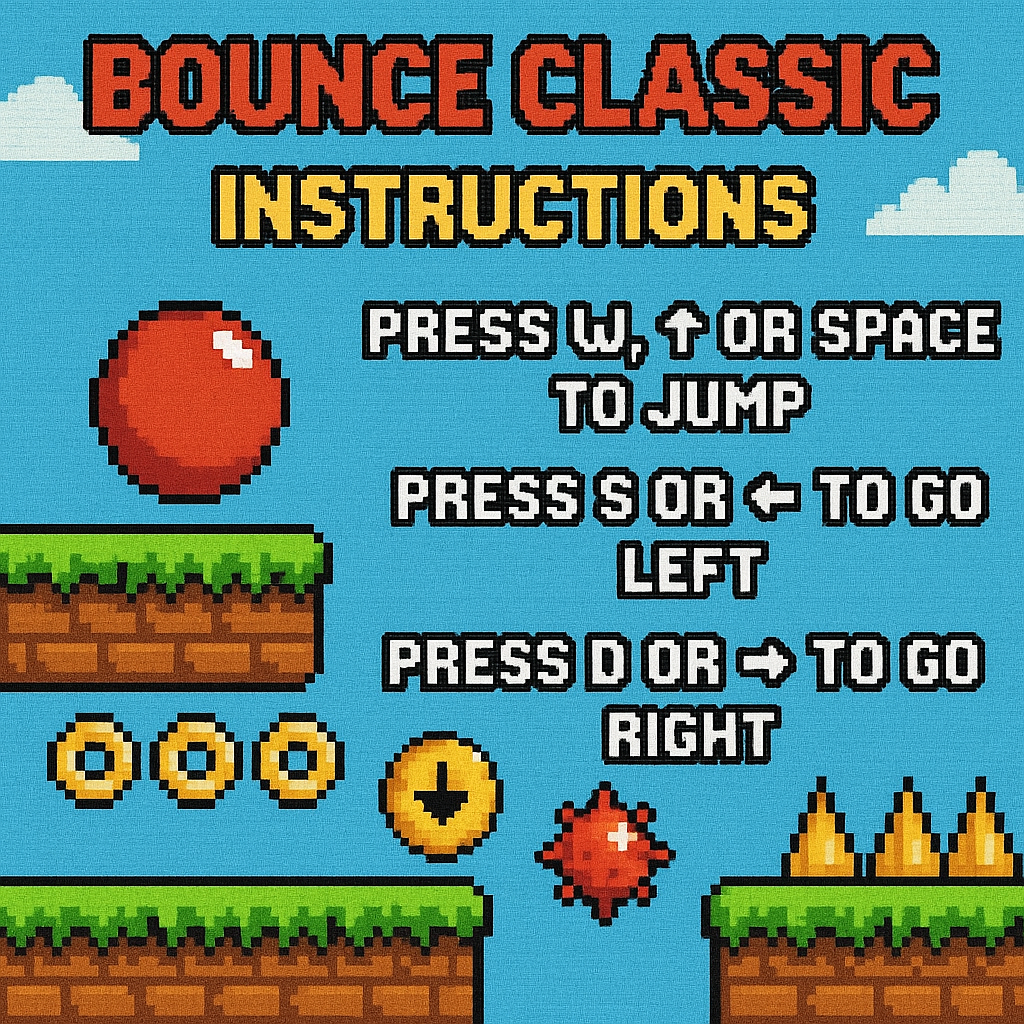 BOUNCE CLASSIC
INSTRUCTIONS
PRESS W, ↑ OR SPACE
TO JUMP
PRESS S OR ← TO GO
LEFT
PRESS D OR → TO GO
RIGHT